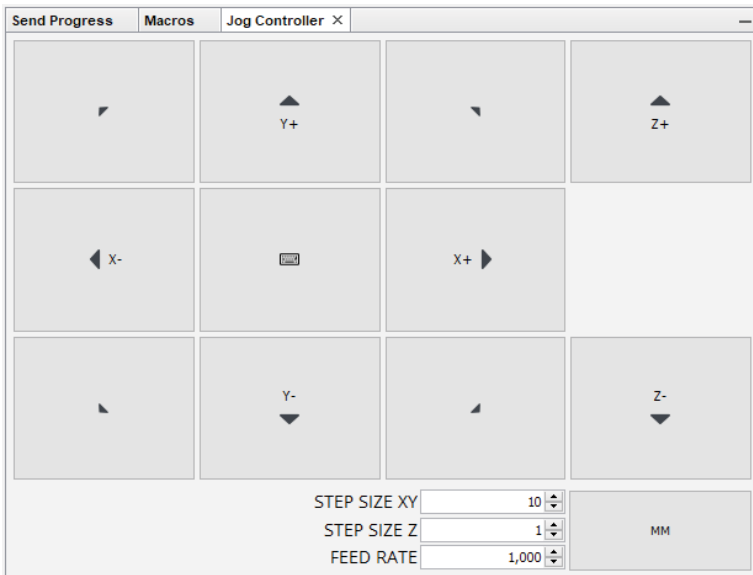 Send Progress Macros Jog Controller
Y+ Z+
X- X+
Y- Z-
STEP SIZE XY 10
STEP SIZE Z 1
FEED RATE 1,000
MM